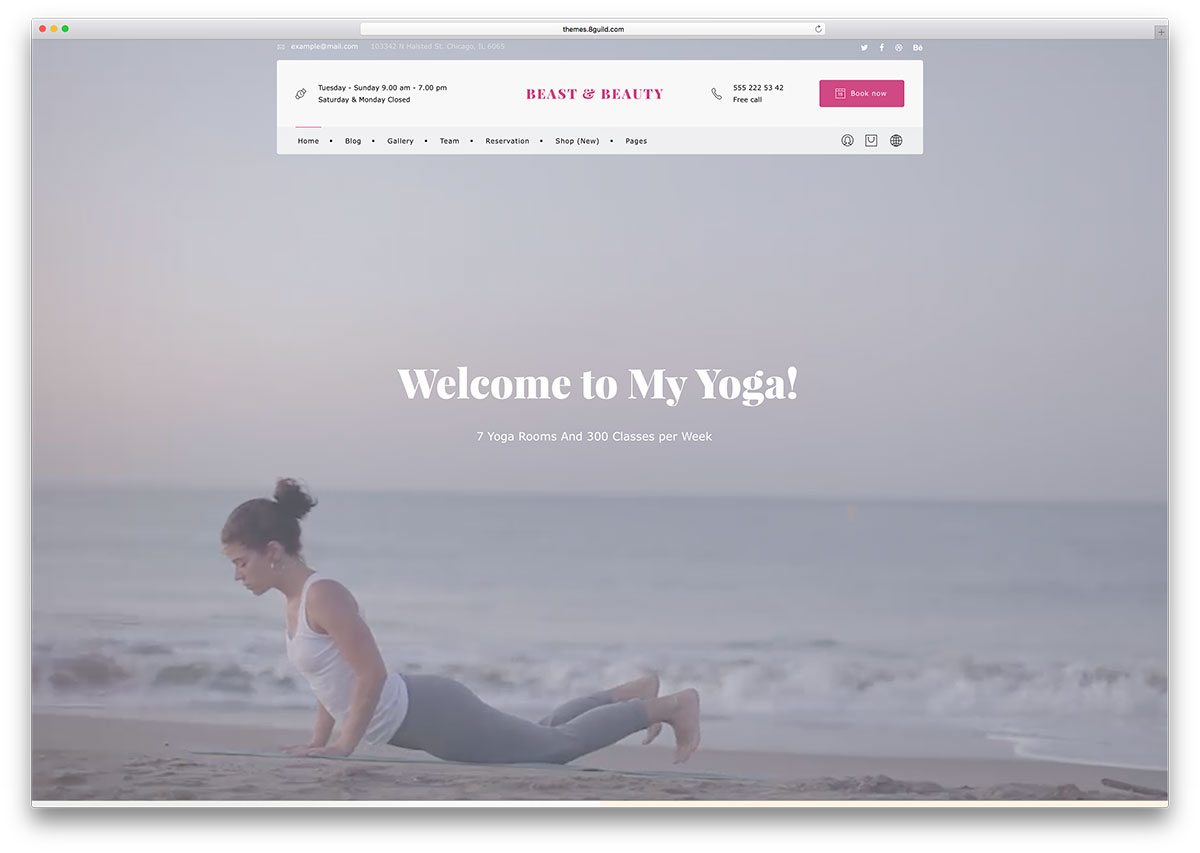 themes.8guild.com
example@mail.com 103342 N Halsted St. Chicago, IL 6065
Bē
Tuesday - Sunday 9.00 am - 7.00 pm
Saturday & Monday Closed
BEAST & BEAUTY
555 222 53 42
Free call
Book now
Home • Blog • Gallery • Team • Reservation • Shop (New) • Pages
Welcome to My Yoga!
7 Yoga Rooms And 300 Classes per Week